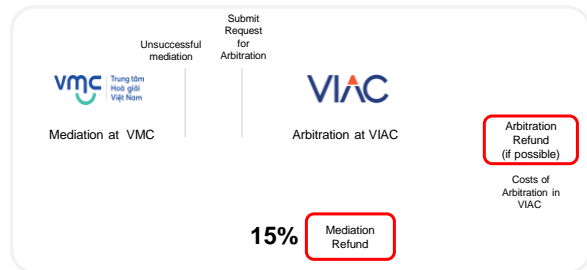 Submit
Request
for
Arbitration
Unsuccessful
mediation
vmc
Trung tâm
Hoà giải
Việt Nam
VIAC
Mediation at VMC
Arbitration at VIAC
Arbitration
Refund
(if possible)
Costs of
Arbitration in
VIAC
15%
Mediation
Refund